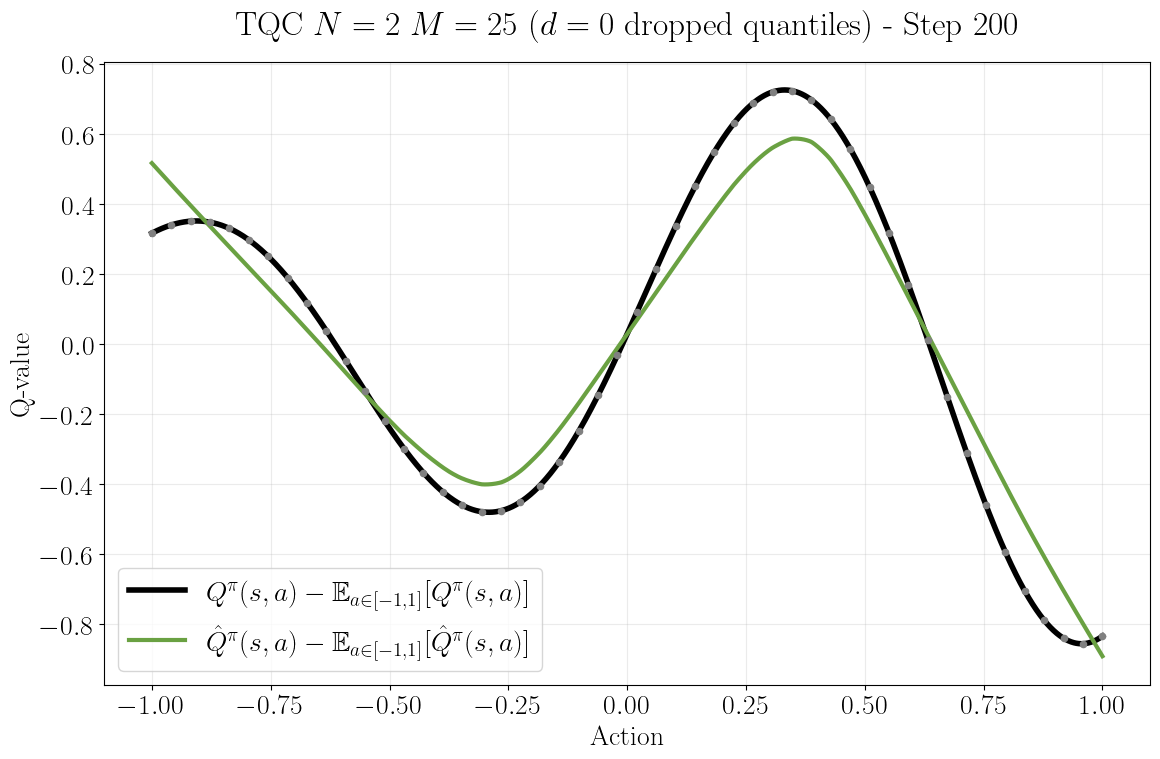 TQC $N = 2$ $M = 25$ ($d = 0$ dropped quantiles) - Step 200
Q-value
0.8
0.6
0.4
0.2
0.0
−0.2
−0.4
−0.6
−0.8
$Q^{\pi}(s, a) - \mathbb{E}_{a \in [-1,1]}[Q^{\pi}(s, a)]$
$\hat{Q}^{\pi}(s, a) - \mathbb{E}_{a \in [-1,1]}[\hat{Q}^{\pi}(s, a)]$
−1.00 −0.75 −0.50 −0.25 0.00 0.25 0.50 0.75 1.00
Action